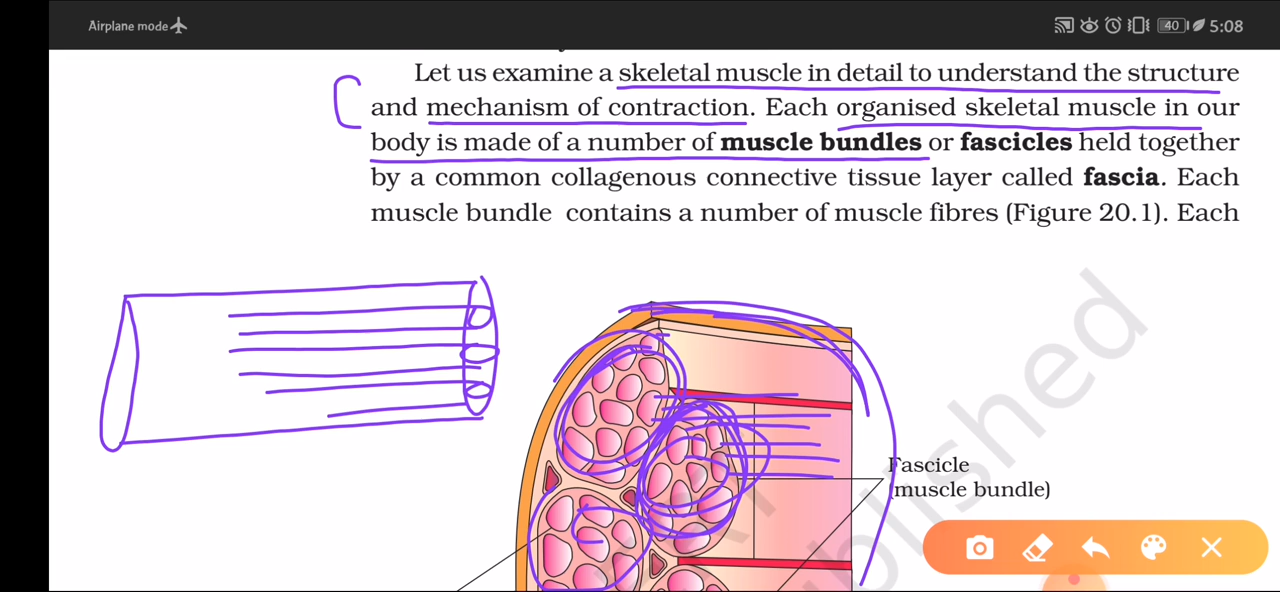 Airplane mode 40 5:08
Let us examine a skeletal muscle in detail to understand the structure
and mechanism of contraction. Each organised skeletal muscle in our
body is made of a number of muscle bundles or fascicles held together
by a common collagenous connective tissue layer called fascia. Each
muscle bundle contains a number of muscle fibres (Figure 20.1). Each
Fascicle
(muscle bundle)
ublished